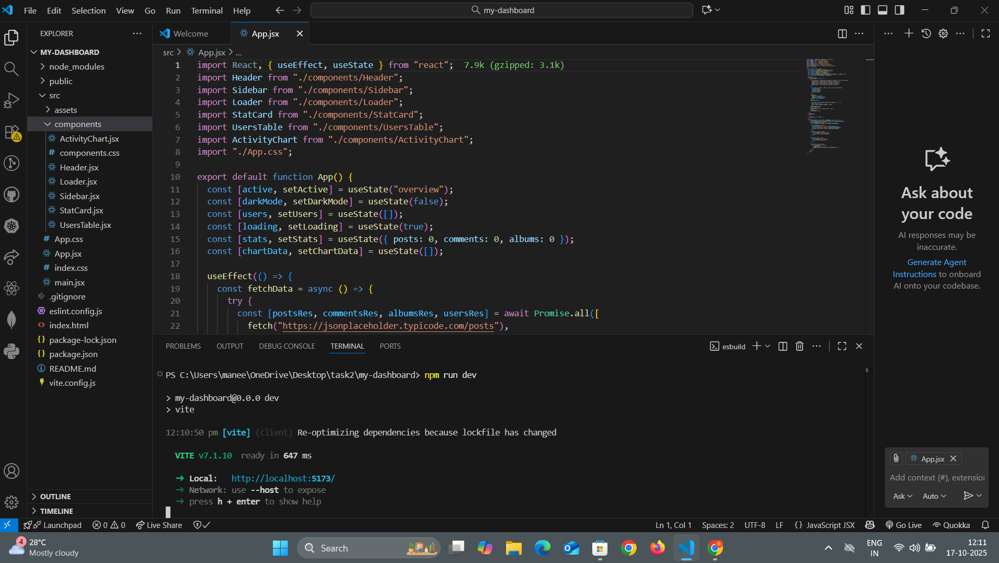 File Edit Selection View Go Run Terminal Help
my-dashboard
EXPLORER
MY-DASHBOARD
node_modules
public
src
assets
components
ActivityChart.jsx
components.css
Header.jsx
Loader.jsx
Sidebar.jsx
StatCard.jsx
UsersTable.jsx
App.css
App.jsx
index.css
main.jsx
.gitignore
eslint.config.js
index.html
package-lock.json
package.json
README.md
vite.config.js
OUTLINE
TIMELINE
Welcome App.jsx
src > App.jsx > ...
1 import React, { useEffect, useState } from "react"; 7.9k (gzipped: 3.1k)
2 import Header from "./components/Header";
3 import Sidebar from "./components/Sidebar";
4 import Loader from "./components/Loader";
5 import StatCard from "./components/StatCard";
6 import UsersTable from "./components/UsersTable";
7 import ActivityChart from "./components/ActivityChart";
8 import "./App.css";
9
10 export default function App() {
11 const [active, setActive] = useState("overview");
12 const [darkMode, setDarkMode] = useState(false);
13 const [users, setUsers] = useState([]);
14 const [loading, setLoading] = useState(true);
15 const [stats, setStats] = useState({ posts: 0, comments: 0, albums: 0 });
16 const [chartData, setChartData] = useState([]);
17
18 useEffect(() => {
19 const fetchData = async () => {
20 try {
21 const [postsRes, commentsRes, albumsRes, usersRes] = await Promise.all([
22 fetch("https://jsonplaceholder.typicode.com/posts"),
PROBLEMS OUTPUT DEBUG CONSOLE TERMINAL PORTS
esbuild
PS C:\Users\manee\OneDrive\Desktop\task2\my-dashboard> npm run dev
> my-dashboard@0.0.0 dev
> vite
12:10:50 pm [vite] (client) Re-optimizing dependencies because lockfile has changed
VITE v7.1.10 ready in 647 ms
➜ Local: http://localhost:5173/
➜ Network: use --host to expose
➜ press h + enter to show help
Ask about
your code
AI responses may be
inaccurate.
Generate Agent
Instructions to onboard
AI onto your codebase.
App.jsx
Add context (#), extension
Ask Auto
Launchpad 0 0 Live Share
Ln 1, Col 1 Spaces: 2 UTF-8 LF {} JavaScript JSX Go Live Quokka
4
28°C
Mostly cloudy
Search
ENG
IN
12:11
17-10-2025